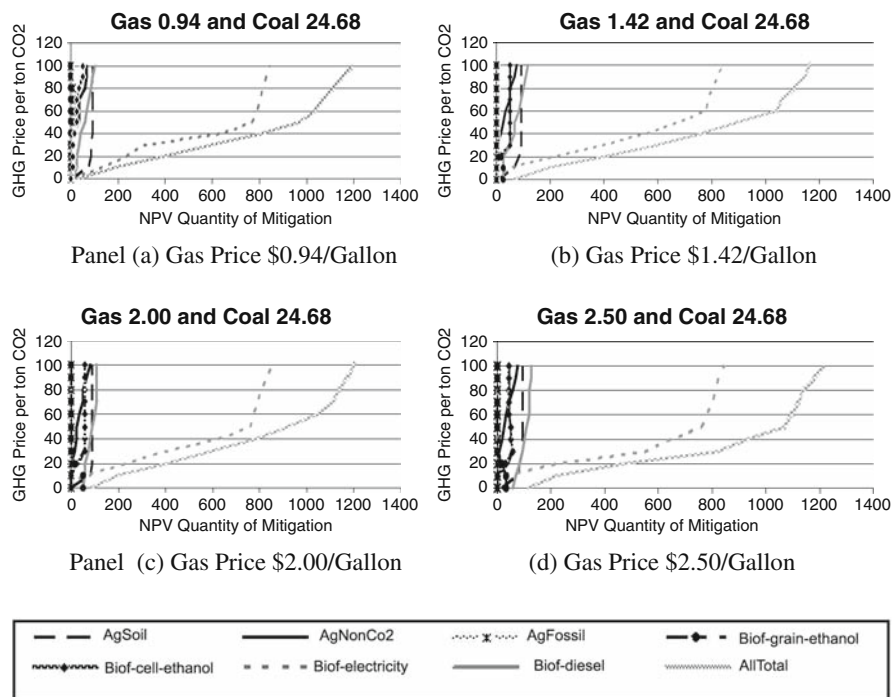 Gas 0.94 and Coal 24.68
GHG Price per ton CO2
120
100
80
60
40
20
0
0 200 400 600 800 1000 1200 1400
NPV Quantity of Mitigation
Panel (a) Gas Price $0.94/Gallon
Gas 1.42 and Coal 24.68
GHG Price per ton CO2
120
100
80
60
40
20
0
0 200 400 600 800 1000 1200 1400
NPV Quantity of Mitigation
(b) Gas Price $1.42/Gallon
Gas 2.00 and Coal 24.68
GHG Price per ton CO2
120
100
80
60
40
20
0
0 200 400 600 800 1000 1200 1400
NPV Quantity of Mitigation
Panel (c) Gas Price $2.00/Gallon
Gas 2.50 and Coal 24.68
GHG Price per ton CO2
120
100
80
60
40
20
0
0 200 400 600 800 1000 1200 1400
NPV Quantity of Mitigation
(d) Gas Price $2.50/Gallon
AgSoil AgNonCo2 AgFossil Biof-grain-ethanol
Biof-cell-ethanol Biof-electricity Biof-diesel AllTotal